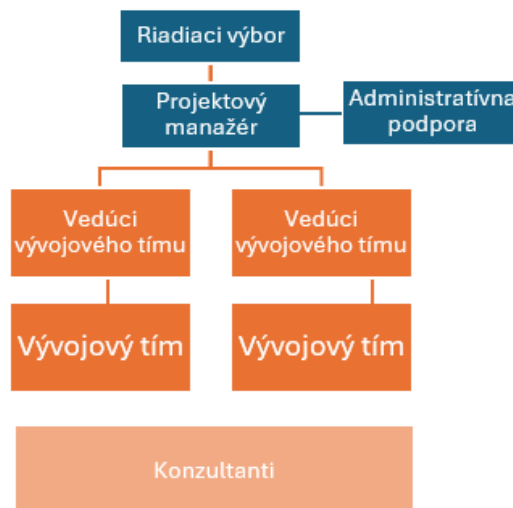 Riadiaci výbor
Projektový
manažér
Administratívna
podpora
Vedúci
vývojového tímu
Vedúci
vývojového tímu
Vývojový tím
Vývojový tím
Konzultanti